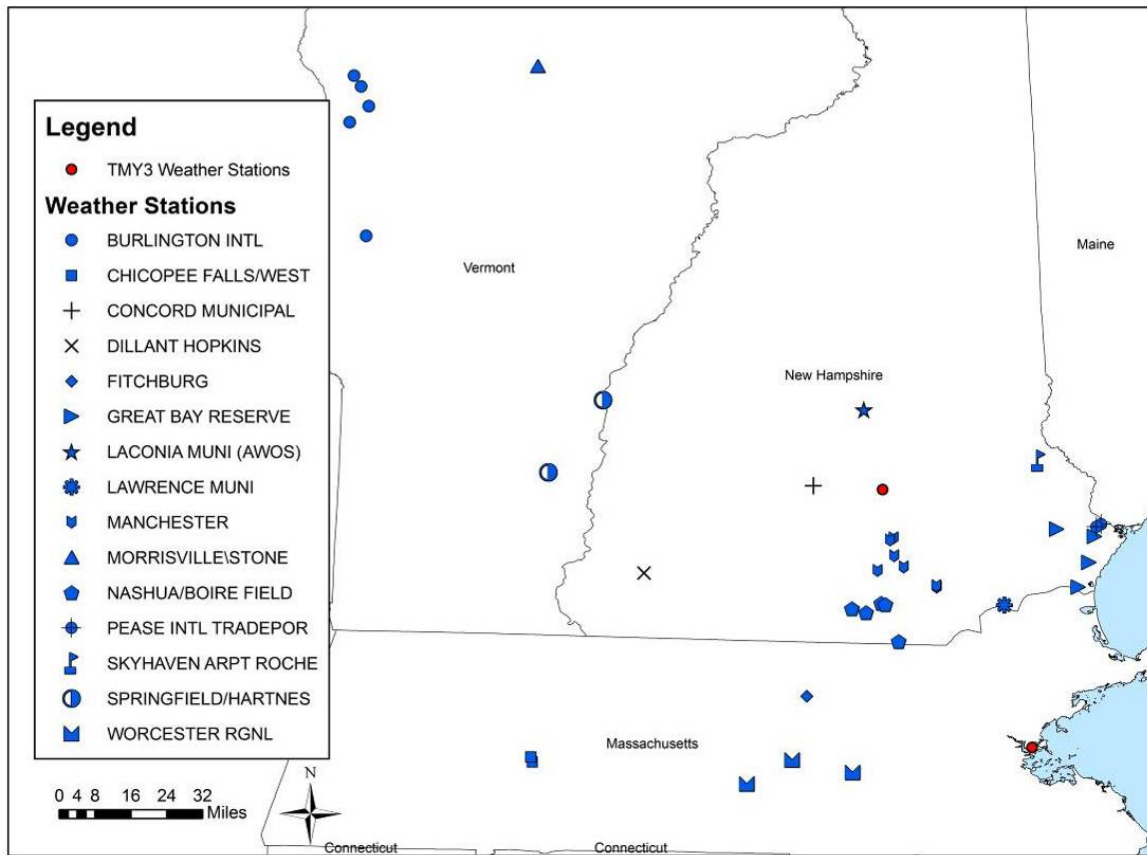 Legend
TMY3 Weather Stations
Weather Stations
BURLINGTON INTL
CHICOPEE FALLS/WEST
CONCORD MUNICIPAL
DILLANT HOPKINS
FITCHBURG
GREAT BAY RESERVE
LACONIA MUNI (AWOS)
LAWRENCE MUNI
MANCHESTER
MORRISVILLE\STONE
NASHUA/BOIRE FIELD
PEASE INTL TRADEPOR
SKYHAVEN ARPT ROCHE
SPRINGFIELD/HARTNES
WORCESTER RGNL
0 4 8 16 24 32
Miles
N
Maine
Vermont
New Hampshire
Massachusetts
Connecticut
Connecticut